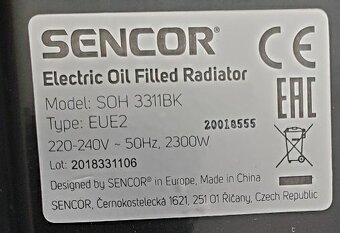 SENCOR®
CE
Electric Oil Filled Radiator
EAC
Model: SOH 3311BK
Type: EUE2
20018555
220-240V ~ 50Hz, 2300W
Lot: 2018331106
Designed by SENCOR® in Europe, Made in China
SENCOR, Černokostelecká 1621, 251 01 Říčany, Czech Republic